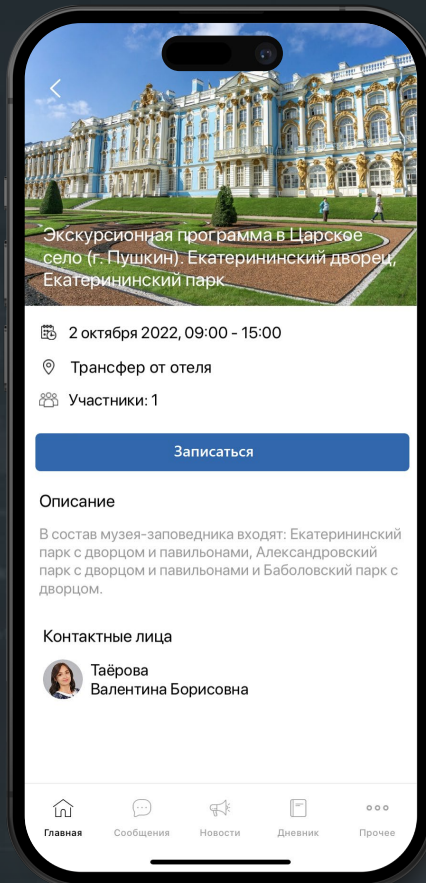 Экскурсионная программа в Царское
село (г. Пушкин). Екатерининский дворец,
Екатерининский парк
2 октября 2022, 09:00 - 15:00
Трансфер от отеля
Участники: 1
Записаться
Описание
В состав музея-заповедника входят: Екатерининский
парк с дворцом и павильонами, Александровский
парк с дворцом и павильонами и Баболовский парк с
дворцом.
Контактные лица
Таёрова
Валентина Борисовна
Главная
Сообщения
Новости
Дневник
Прочее